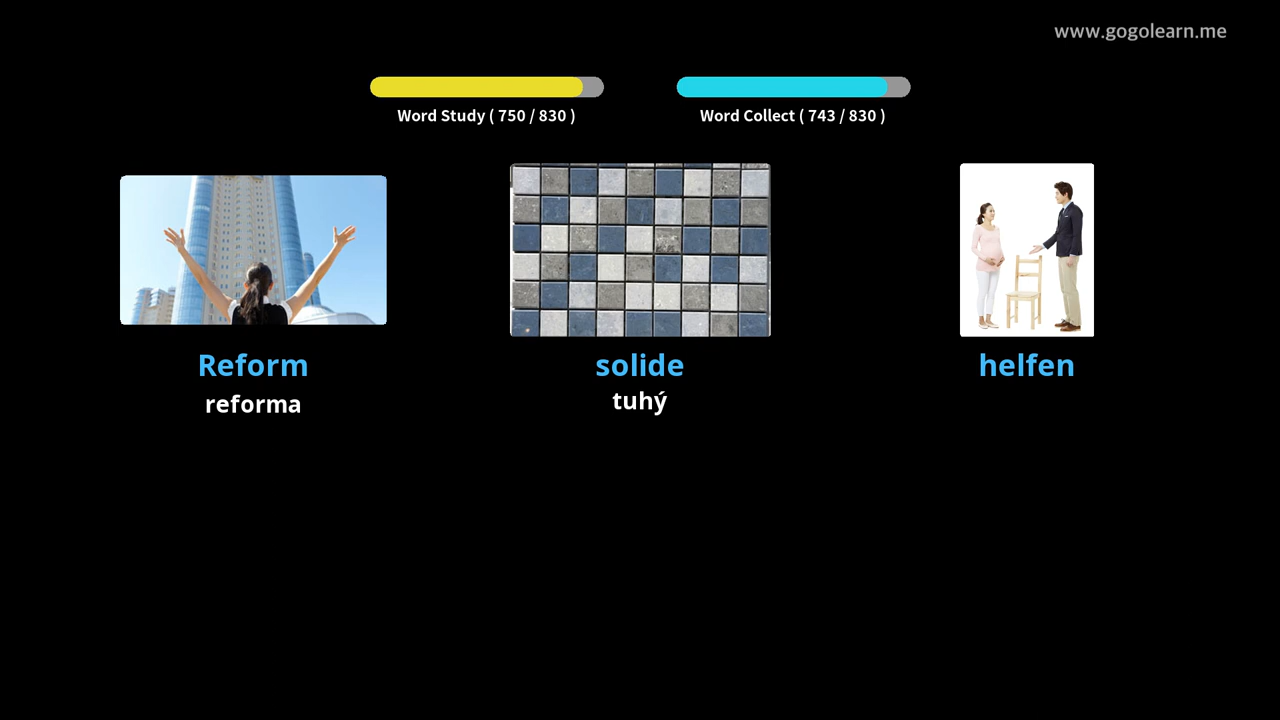 www.gogolearn.me
Word Study ( 750 / 830 )
Word Collect ( 743 / 830 )
Reform
reforma
solide
tuhý
helfen